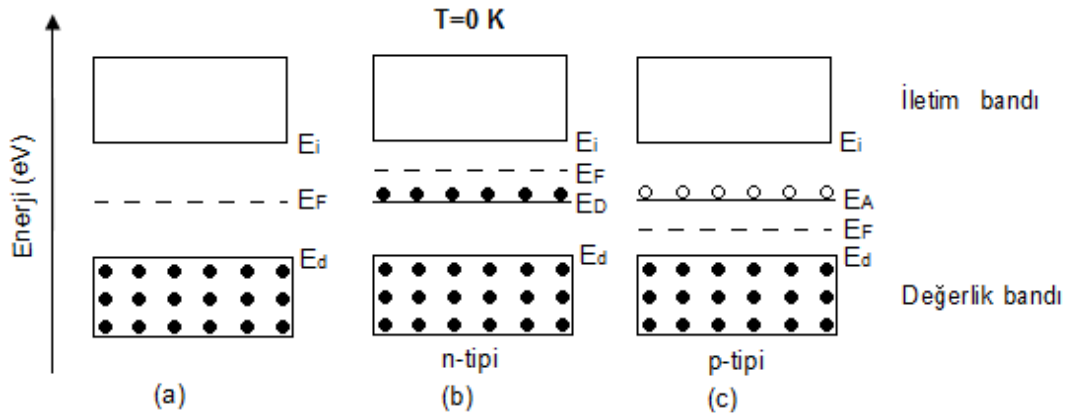 T=0 K
Enerji (eV)
İletim bandı
Ei
Ei
Ei
EF
EF
ED
EA
EF
Ed
Ed
Ed
Değerlik bandı
n-tipi
p-tipi
(a)
(b)
(c)